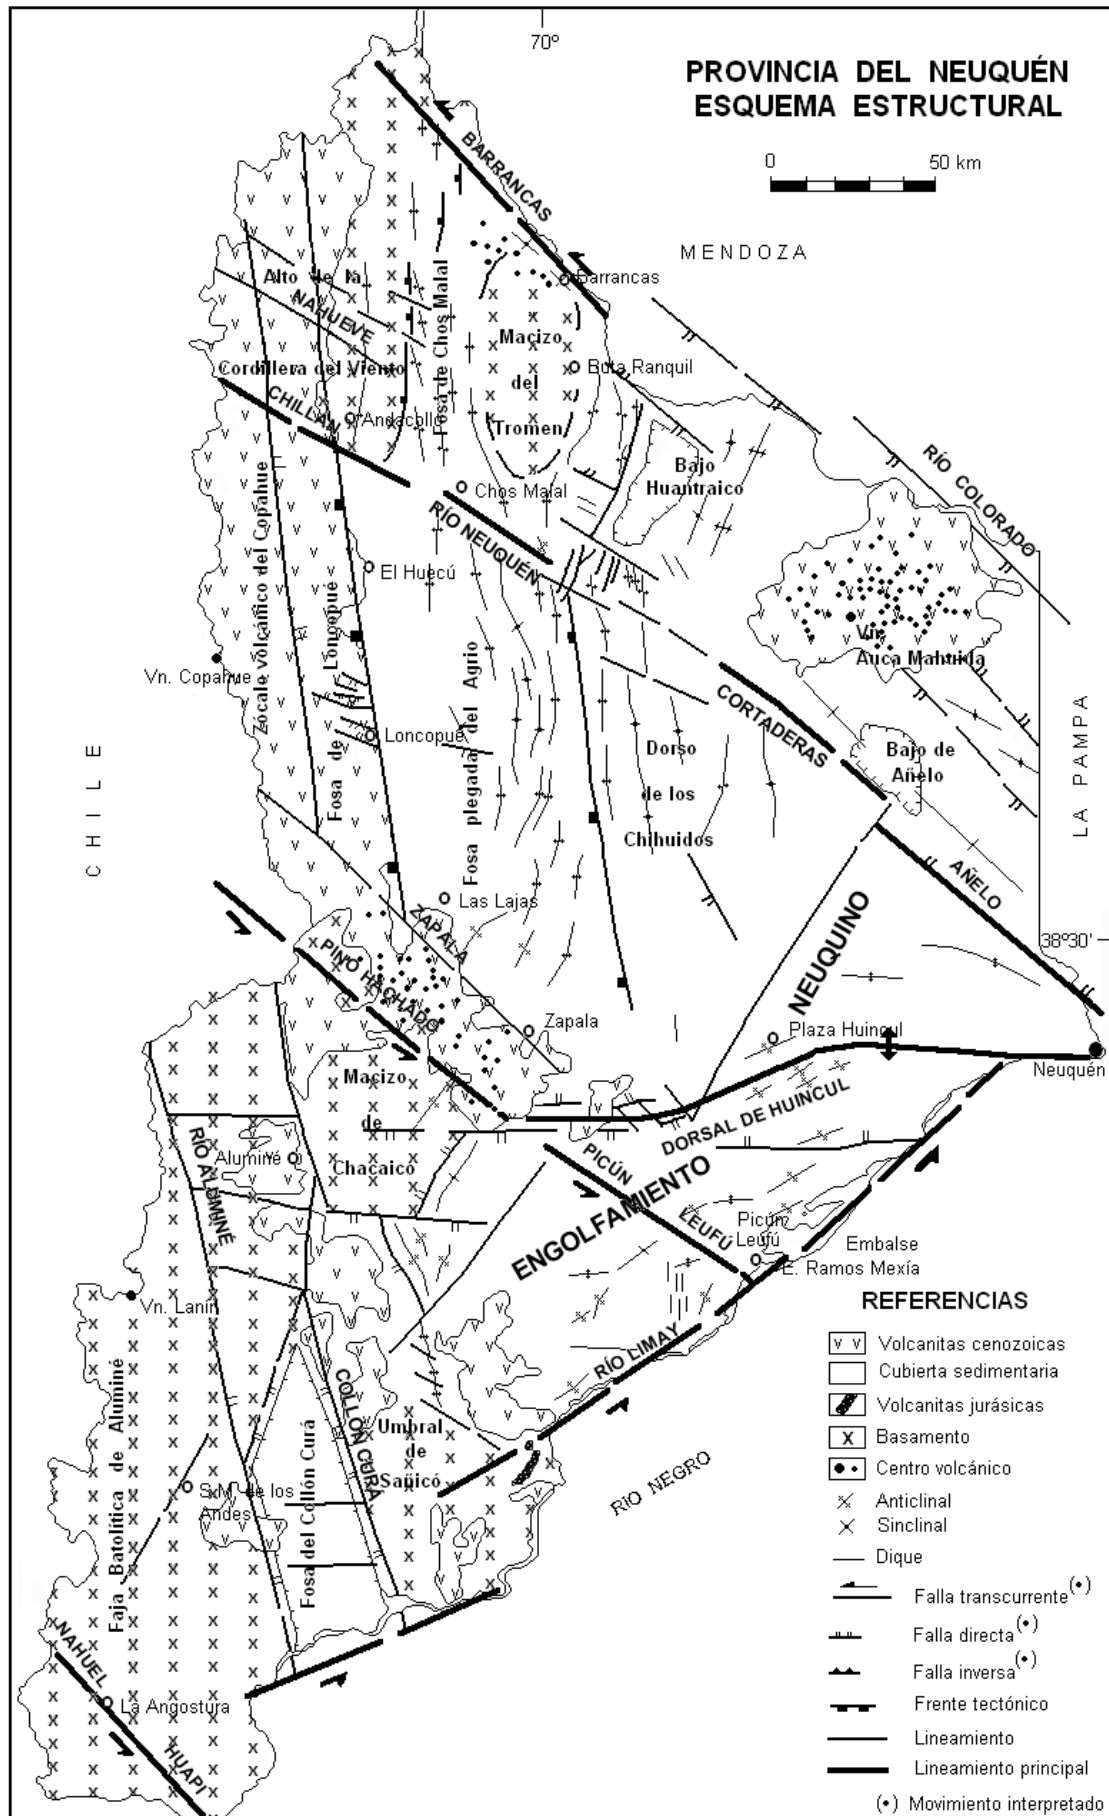 70º
PROVINCIA DEL NEUQUÉN
ESQUEMA ESTRUCTURAL
0 50 km
BARRANCAS
MENDOZA
Barrancas
Alto de la
NAHUEVE
Cordillera del Viento
Fosa de Chos Malal
Macizo
del
Tromen
Buta Ranquil
CHILLAN
Andacollo
Bajo
Huantraico
RÍO COLORADO
Chos Malal
RÍO NEUQUÉN
Zócalo volcánico del Copahue
El Huecú
Vn.
Auca Mahuida
Vn. Copahue
Fosa de Loncopué
Loncopué
Fosa plegada del Agrio
CORTADERAS
Dorso
de los
Chihuidos
Bajo de
Añelo
CHILE
LA PAMPA
AÑELO
Las Lajas
ZAPALA
PINO HACHADO
38º30'
NEUQUINO
Zapala
Plaza Huincul
Neuquén
Macizo
de
Chacaicó
DORSAL DE HUINCUL
RÍO ALUMINÉ
Aluminé
PICÚN
LEUFÚ
ENGOLFAMIENTO
Picún
Leufú
Embalse
E. Ramos Mexía
Vn. Lanín
RÍO LIMAY
COLLÓN CURÁ
Umbral
de
Sañicó
Faja Batolítica de Aluminé
S.M. de los
Andes
Fosa del Collón Curá
RÍO NEGRO
NAHUEL
HUAPI
La Angostura
REFERENCIAS
v v Volcanitas cenozoicas
Cubierta sedimentaria
Volcanitas jurásicas
x Basamento
Centro volcánico
Anticlinal
Sinclinal
Dique
Falla transcurrente(•)
Falla directa(•)
Falla inversa(•)
Frente tectónico
Lineamiento
Lineamiento principal
(•) Movimiento interpretado